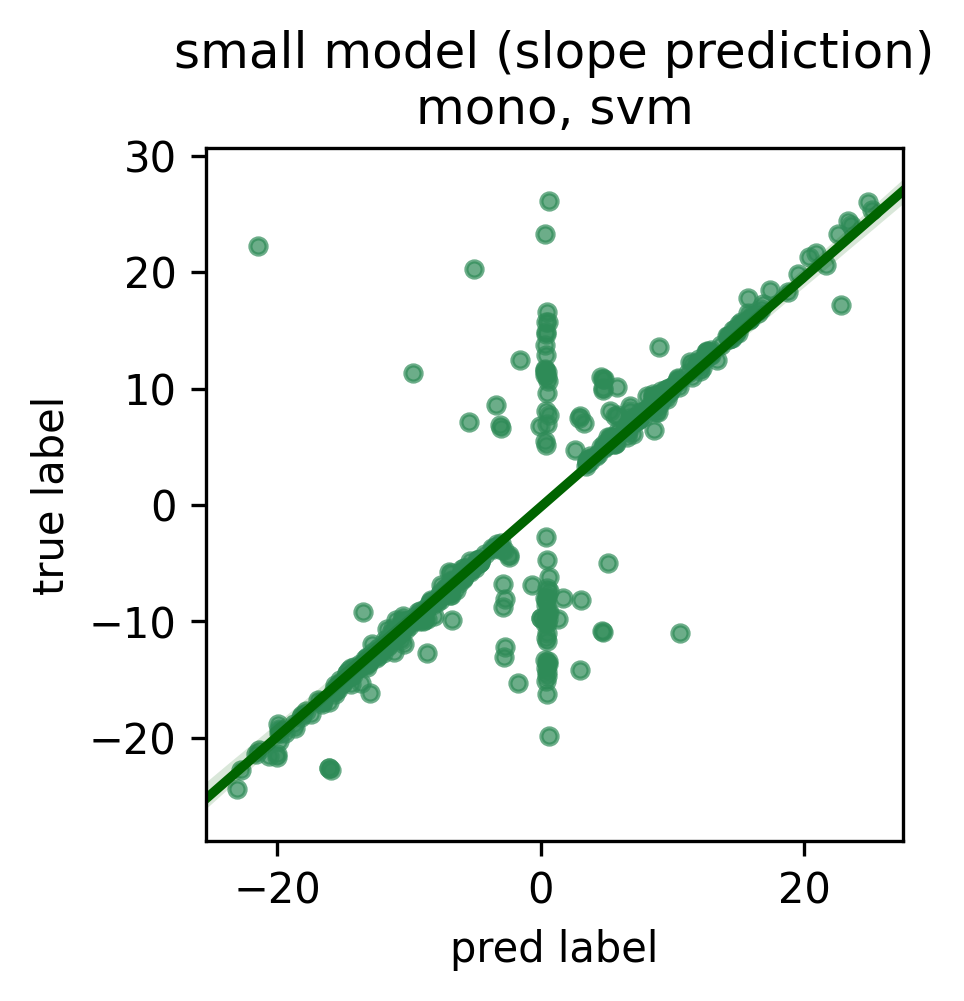 small model (slope prediction)
mono, svm
30
20
10
0
−10
−20
−20 0 20
true label
pred label